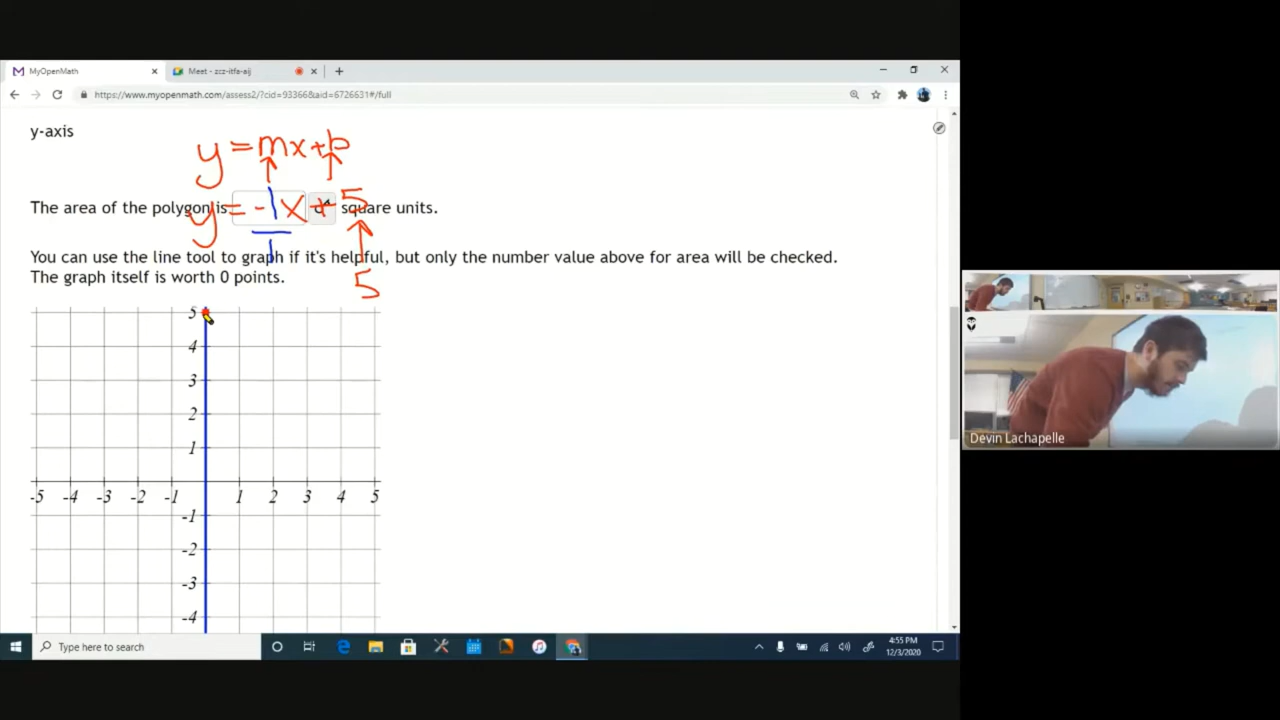 MyOpenMath
Meet - zcz-itfa-aij
https://www.myopenmath.com/assess2/?cid=93366&aid=6726631#/full
y-axis
y = mx+b
The area of the polygon is square units.
y = -1x + 5
1
You can use the line tool to graph if it's helpful, but only the number value above for area will be checked.
The graph itself is worth 0 points.
5
5
4
3
2
1
-5 -4 -3 -2 -1 1 2 3 4 5
-1
-2
-3
-4
Devin Lachapelle
Type here to search
4:55 PM
12/3/2020